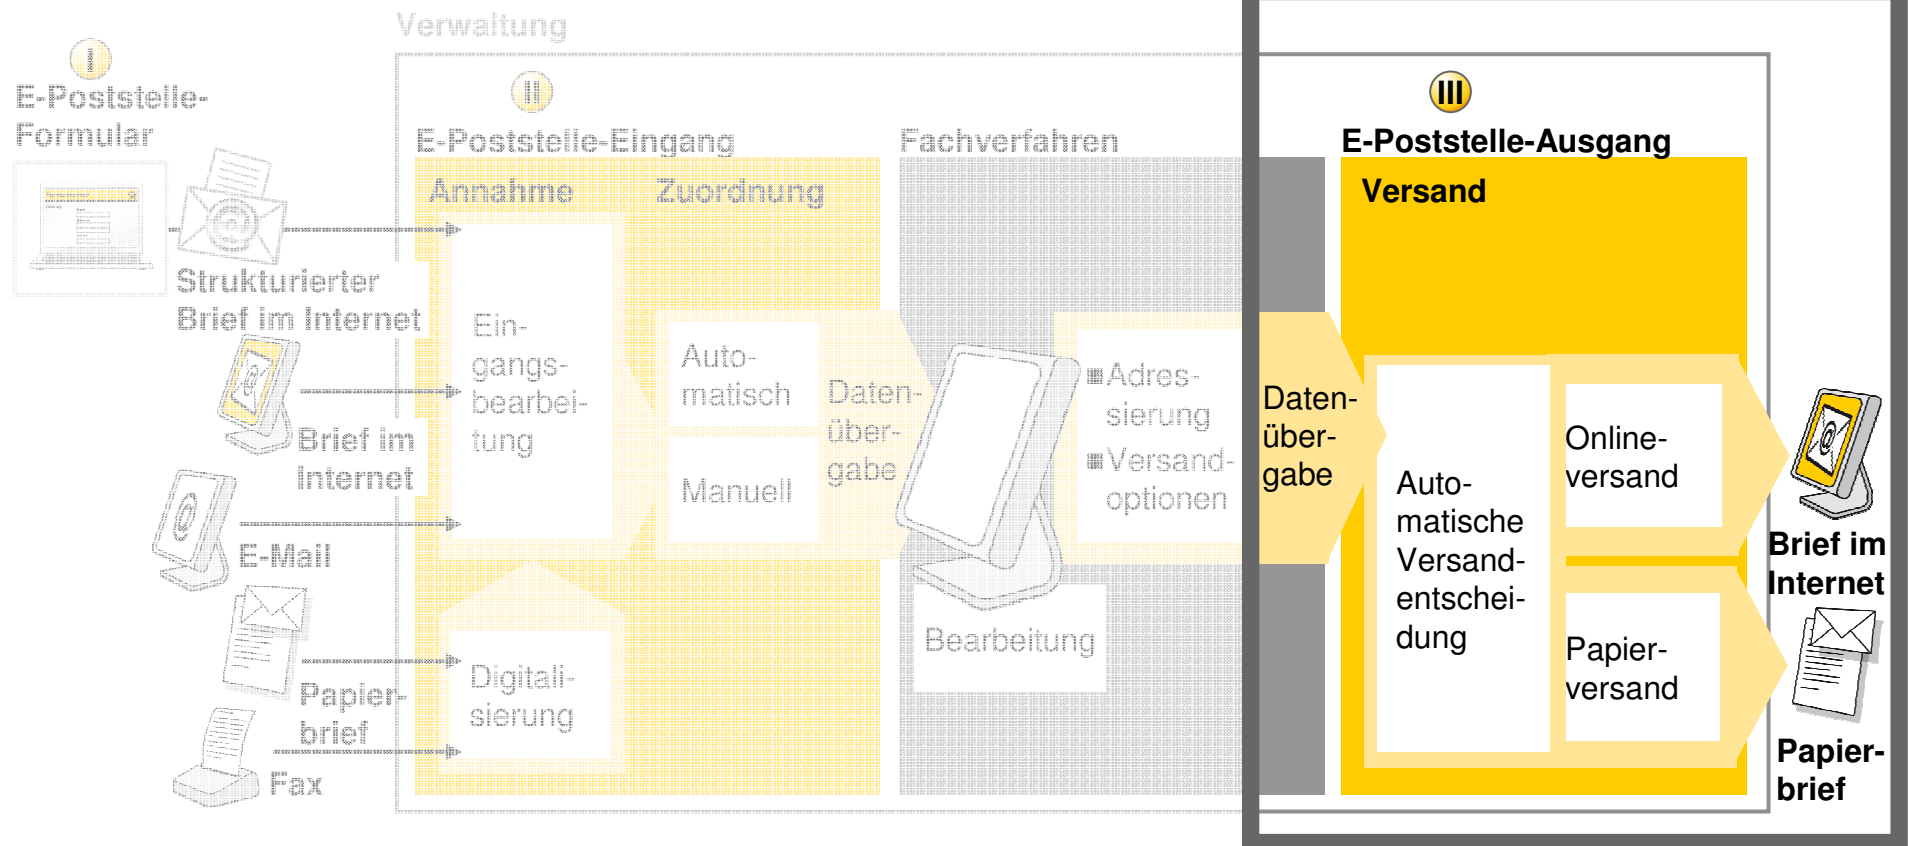 Verwaltung
I
E-Poststelle-
Formular
Strukturierter
Brief im Internet
Brief im
Internet
E-Mail
Papier-
brief
Fax
II
E-Poststelle-Eingang
Annahme
Ein-
gangs-
bearbei-
tung
Digitali-
sierung
Zuordnung
Auto-
matisch
Manuell
Daten-
über-
gabe
Fachverfahren
Bearbeitung
Adres-
sierung
Versand-
optionen
Daten-
über-
gabe
III
E-Poststelle-Ausgang
Versand
Auto-
matische
Versand-
entschei-
dung
Online-
versand
Papier-
versand
Brief im
Internet
Papier-
brief